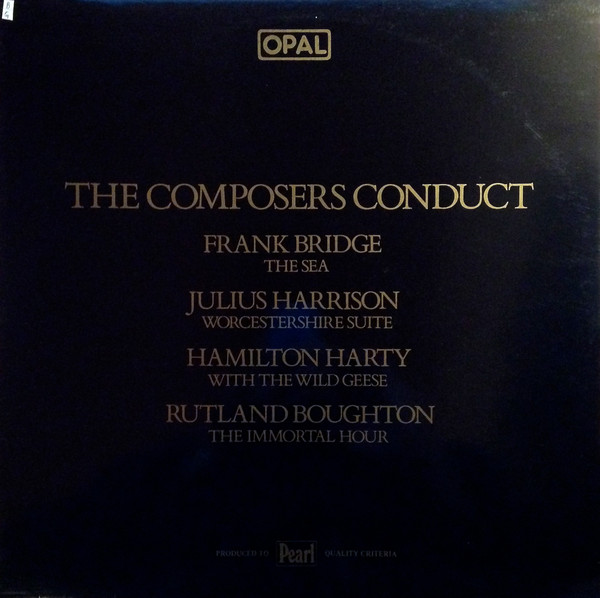 OPAL
THE COMPOSERS CONDUCT
FRANK BRIDGE
THE SEA
JULIUS HARRISON
WORCESTERSHIRE SUITE
HAMILTON HARTY
WITH THE WILD GEESE
RUTLAND BOUGHTON
THE IMMORTAL HOUR
PRODUCED TO Pearl QUALITY CRITERIA